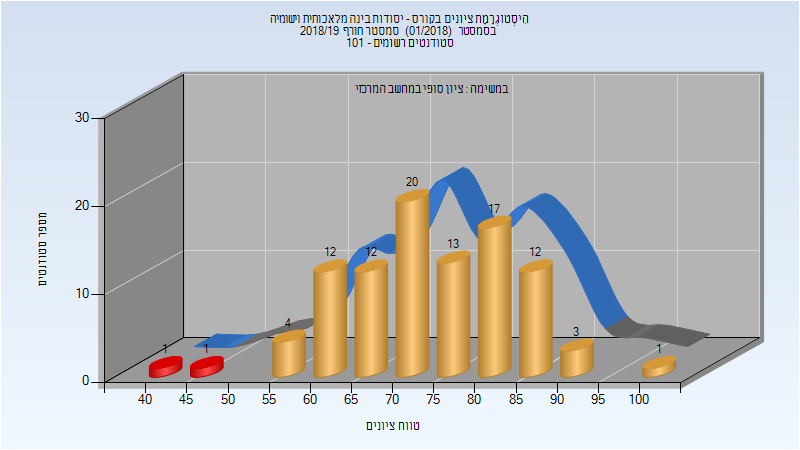 היסטוגרמת ציונים בקורס - יסודות בינה מלאכותית וישומיה
בסמסטר (01/2018) סמסטר חורף 2018/19
סטודנטים רשומים - 101
במשימה : ציון סופי במחשב המרכזי
30
20
10
0
מספר סטודנטים
1
1
4
12
12
20
13
17
12
3
1
40 45 50 55 60 65 70 75 80 85 90 95 100
טווח ציונים